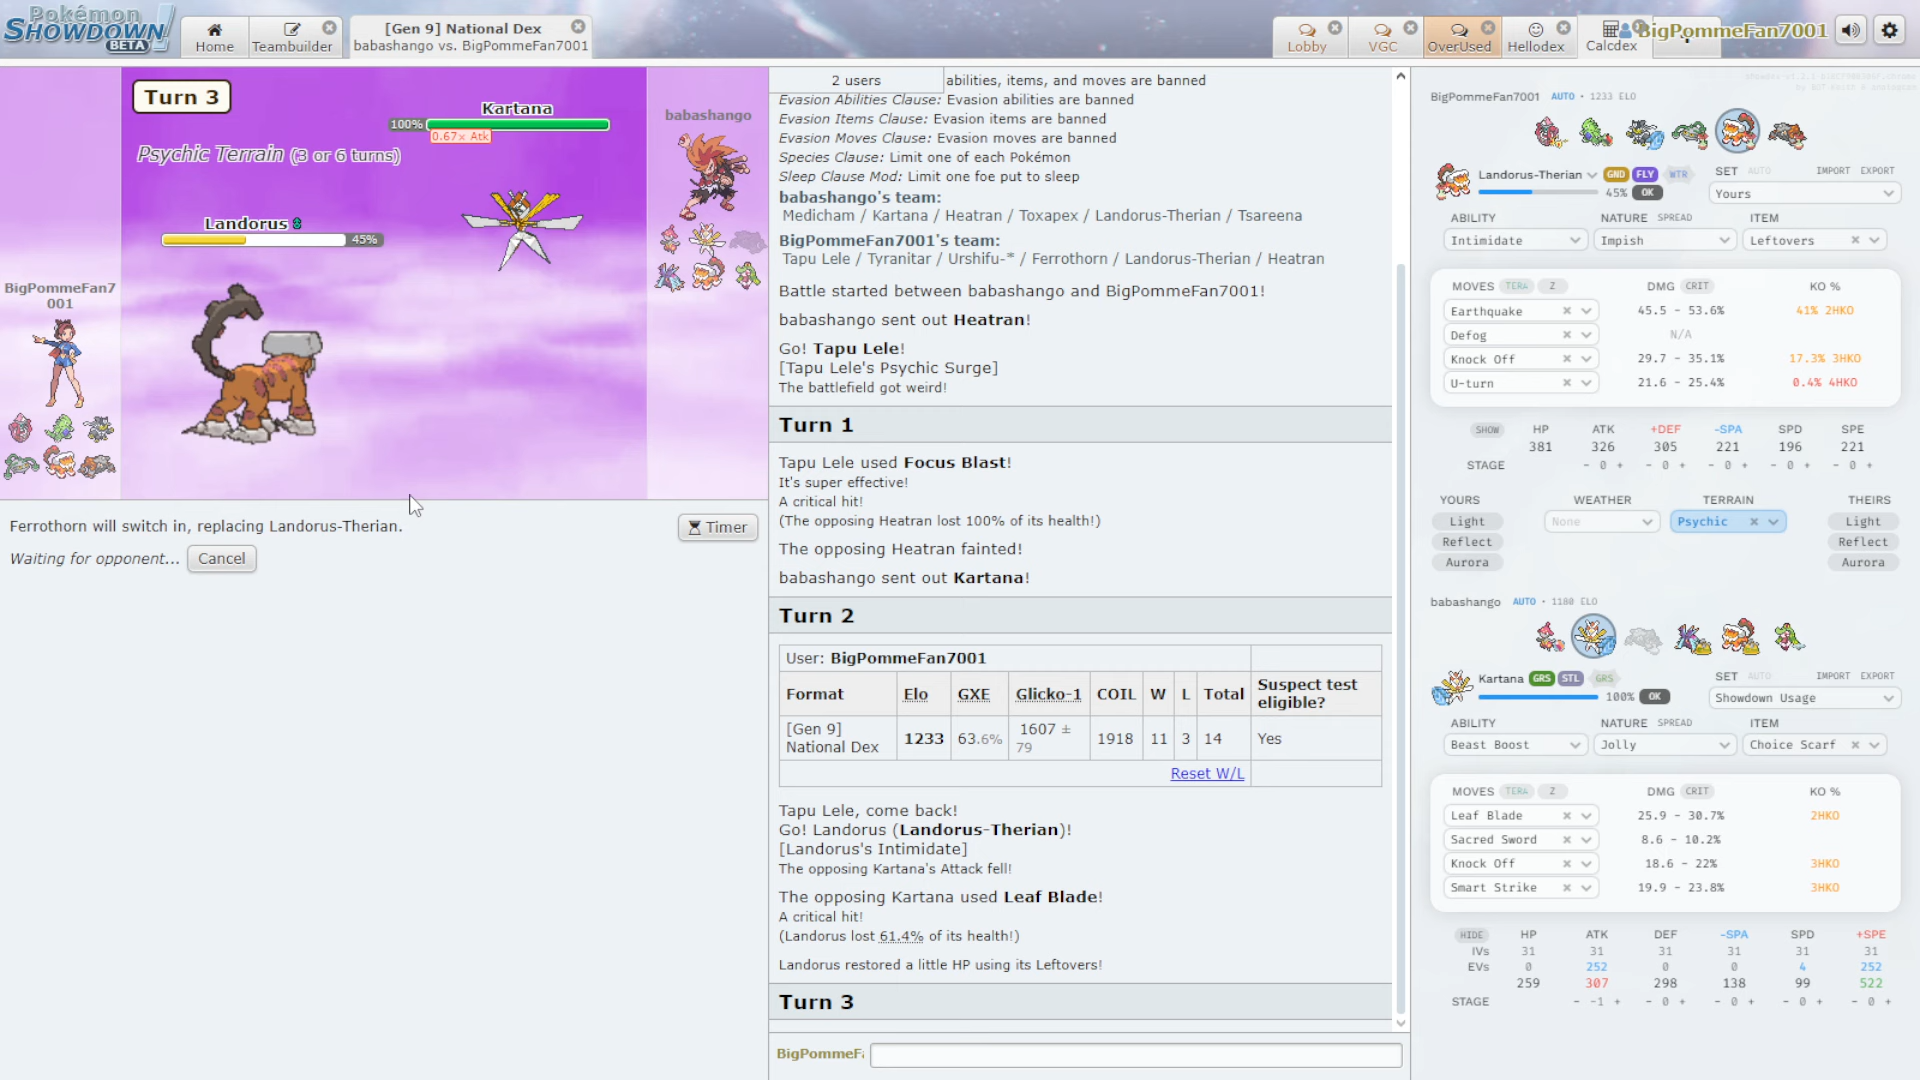 Pokémon
SHOWDOWN!
BETA
Home
Teambuilder
[Gen 9] National Dex
babashango vs. BigPommeFan7001
Lobby
VGC
OverUsed
Hellodex
Calcdex
BigPommeFan7001
Turn 3
Kartana
100%
0.67× Atk
Psychic Terrain (3 or 6 turns)
Landorus
45%
BigPommeFan7
001
babashango
Ferrothorn will switch in, replacing Landorus-Therian.
Waiting for opponent... Cancel
Timer
2 users
abilities, items, and moves are banned
Evasion Abilities Clause: Evasion abilities are banned
Evasion Items Clause: Evasion items are banned
Evasion Moves Clause: Evasion moves are banned
Species Clause: Limit one of each Pokémon
Sleep Clause Mod: Limit one foe put to sleep
babashango's team:
Medicham / Kartana / Heatran / Toxapex / Landorus-Therian / Tsareena
BigPommeFan7001's team:
Tapu Lele / Tyranitar / Urshifu-* / Ferrothorn / Landorus-Therian / Heatran
Battle started between babashango and BigPommeFan7001!
babashango sent out Heatran!
Go! Tapu Lele!
[Tapu Lele's Psychic Surge]
The battlefield got weird!
Turn 1
Tapu Lele used Focus Blast!
It's super effective!
A critical hit!
(The opposing Heatran lost 100% of its health!)
The opposing Heatran fainted!
babashango sent out Kartana!
Turn 2
User: BigPommeFan7001
Format Elo GXE Glicko-1 COIL W L Total Suspect test eligible?
[Gen 9] National Dex 1233 63.6% 1607 ± 79 1918 11 3 14 Yes
Reset W/L
Tapu Lele, come back!
Go! Landorus (Landorus-Therian)!
[Landorus's Intimidate]
The opposing Kartana's Attack fell!
The opposing Kartana used Leaf Blade!
A critical hit!
(Landorus lost 61.4% of its health!)
Landorus restored a little HP using its Leftovers!
Turn 3
BigPommeF
BigPommeFan7001 AUTO • 1233 ELO
Landorus-Therian GND FLY WTR
45% OK
SET AUTO IMPORT EXPORT
Yours
ABILITY NATURE SPREAD ITEM
Intimidate Impish Leftovers
MOVES TERA Z DMG CRIT KO %
Earthquake 45.5 - 53.6% 41% 2HKO
Defog N/A
Knock Off 29.7 - 35.1% 17.3% 3HKO
U-turn 21.6 - 25.4% 0.4% 4HKO
SHOW HP ATK +DEF -SPA SPD SPE
381 326 305 221 196 221
STAGE - 0 + - 0 + - 0 + - 0 + - 0 +
YOURS WEATHER TERRAIN THEIRS
Light None Psychic Light
Reflect Reflect
Aurora Aurora
babashango AUTO • 1180 ELO
Kartana GRS STL GRS
100% OK
SET AUTO IMPORT EXPORT
Showdown Usage
ABILITY NATURE SPREAD ITEM
Beast Boost Jolly Choice Scarf
MOVES TERA Z DMG CRIT KO %
Leaf Blade 25.9 - 30.7% 2HKO
Sacred Sword 8.6 - 10.2%
Knock Off 18.6 - 22% 3HKO
Smart Strike 19.9 - 23.8% 3HKO
HIDE HP ATK DEF -SPA SPD +SPE
IVs 31 31 31 31 31 31
EVs 0 252 0 0 4 252
259 307 298 138 99 522
STAGE - -1 + - 0 + - 0 + - 0 + - 0 +